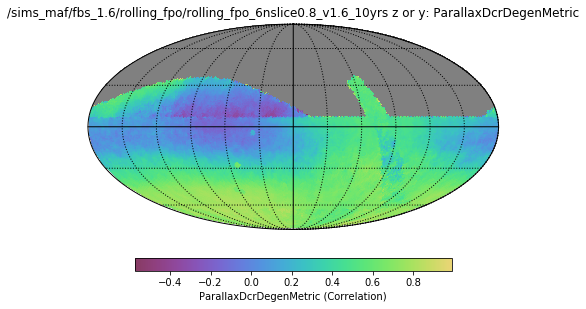 /sims_maf/fbs_1.6/rolling_fpo/rolling_fpo_6nslice0.8_v1.6_10yrs z or y: ParallaxDcrDegenMetric
−0.4 −0.2 0.0 0.2 0.4 0.6 0.8
ParallaxDcrDegenMetric (Correlation)